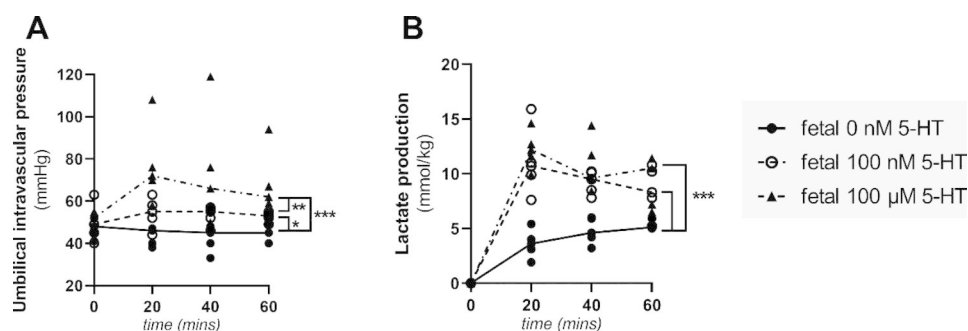 A
Umbilical intravascular pressure
(mmHg)
120
100
80
60
40
20
0 20 40 60
time (mins)
**
*
***
B
Lactate production
(mmol/kg)
20
15
10
5
0
0 20 40 60
time (mins)
***
fetal 0 nM 5-HT
fetal 100 nM 5-HT
fetal 100 µM 5-HT